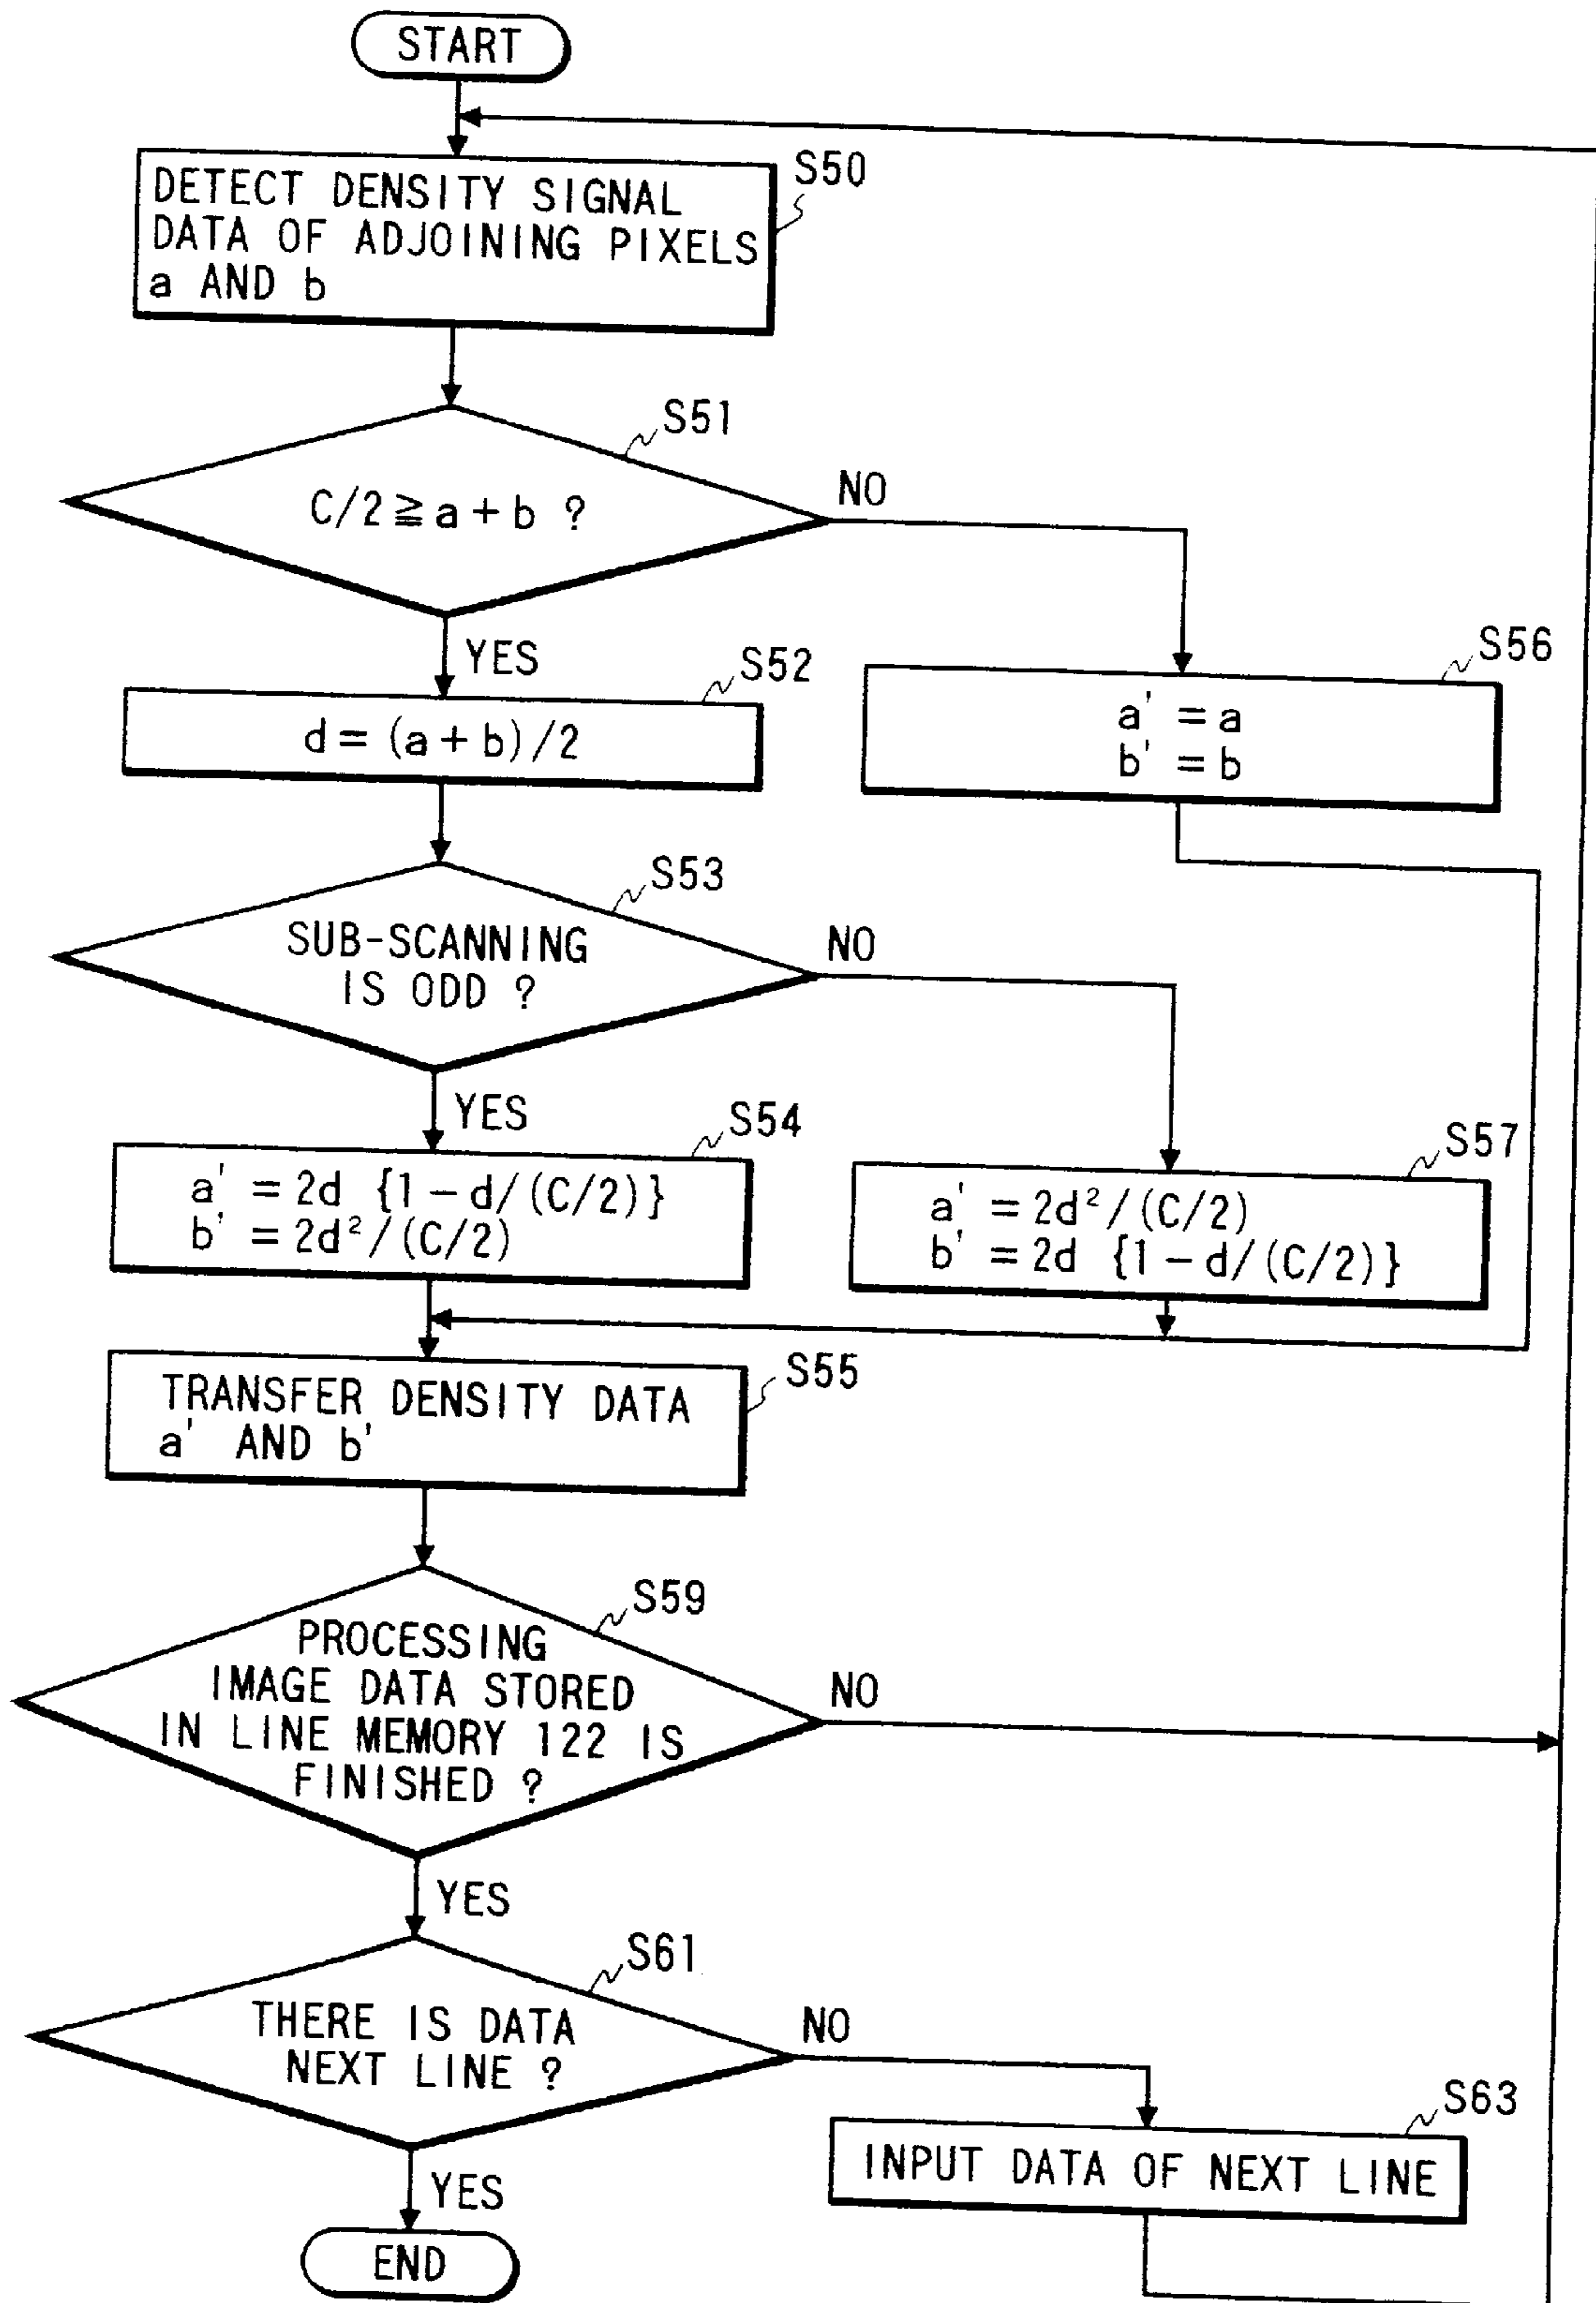 START
S50
DETECT DENSITY SIGNAL
DATA OF ADJOINING PIXELS
a AND b
S51
C/2 ≧ a + b ?
NO
YES
S52
d = (a + b) /2
S56
a' = a
b' = b
S53
SUB-SCANNING
IS ODD ?
NO
YES
S54
a' = 2d {1 - d/(C/2)}
b' = 2d²/(C/2)
S57
a' = 2d²/(C/2)
b' = 2d {1 - d/(C/2)}
S55
TRANSFER DENSITY DATA
a' AND b'
S59
PROCESSING
IMAGE DATA STORED
IN LINE MEMORY 122 IS
FINISHED ?
NO
YES
S61
THERE IS DATA
NEXT LINE ?
NO
YES
S63
INPUT DATA OF NEXT LINE
END